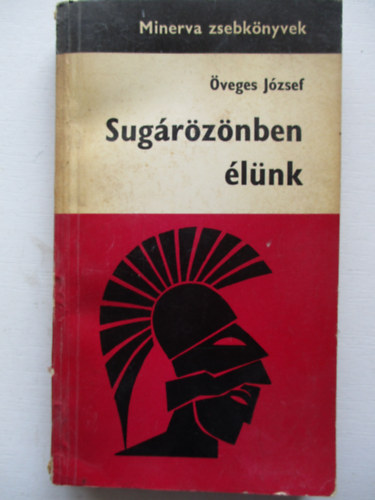 Minerva zsebkönyvek
Öveges József
Sugárözönben
élünk